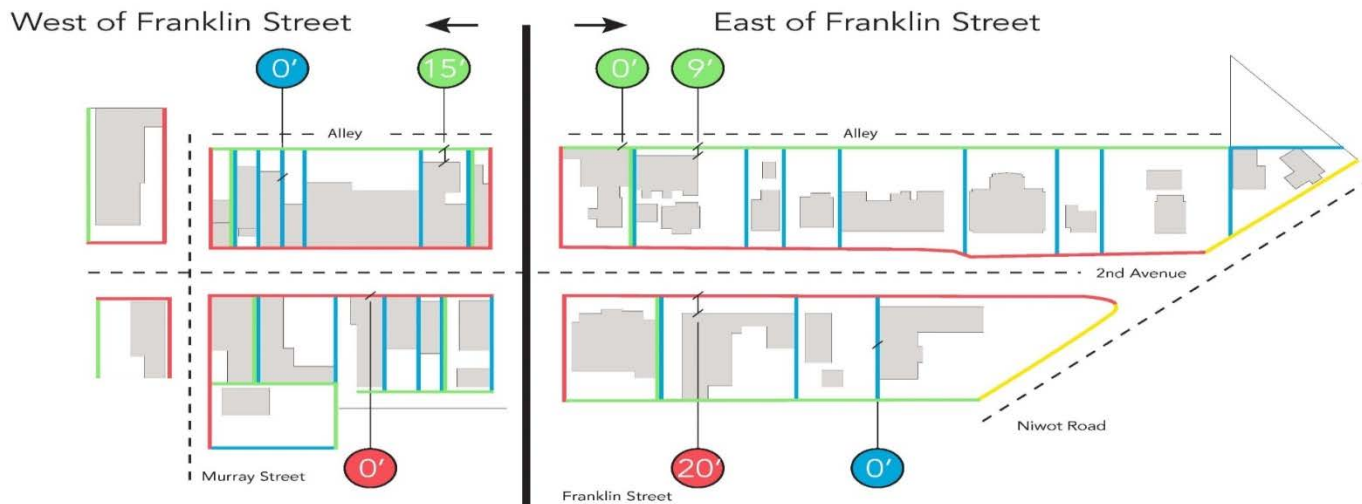 West of Franklin Street
East of Franklin Street
0'
15'
0'
9'
Alley
Alley
2nd Avenue
Niwot Road
Murray Street
0'
Franklin Street
20'
0'